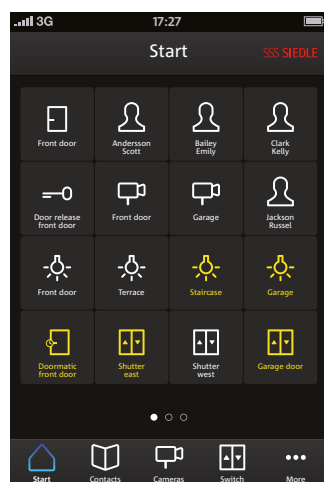 3G 17:27
Start SSS SIEDLE
Front door
Andersson
Scott
Bailey
Emily
Clark
Kelly
Door release
front door
Front door
Garage
Jackson
Russel
Front door
Terrace
Staircase
Garage
Doormatic
front door
Shutter
east
Shutter
west
Garage door
Start Contacts Cameras Switch More